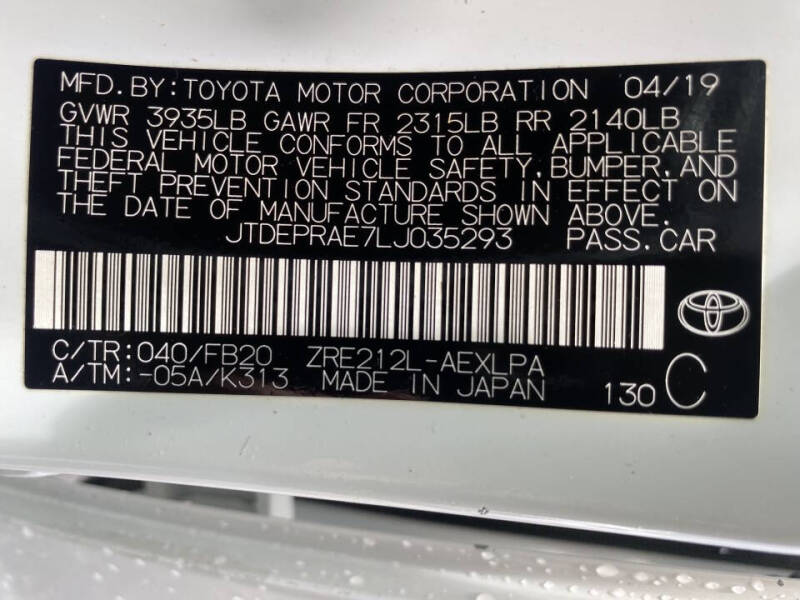 MFD.BY:TOYOTA MOTOR CORPORATION 04/19
GVWR 3935LB GAWR FR 2315LB RR 2140LB
THIS VEHICLE CONFORMS TO ALL APPLICABLE
FEDERAL MOTOR VEHICLE SAFETY,BUMPER,AND
THEFT PREVENTION STANDARDS IN EFFECT ON
THE DATE OF MANUFACTURE SHOWN ABOVE.
JTDEPRAE7LJ035293 PASS.CAR
C/TR:040/FB20 ZRE212L-AEXLPA
A/TM:-05A/K313 MADE IN JAPAN 130 C